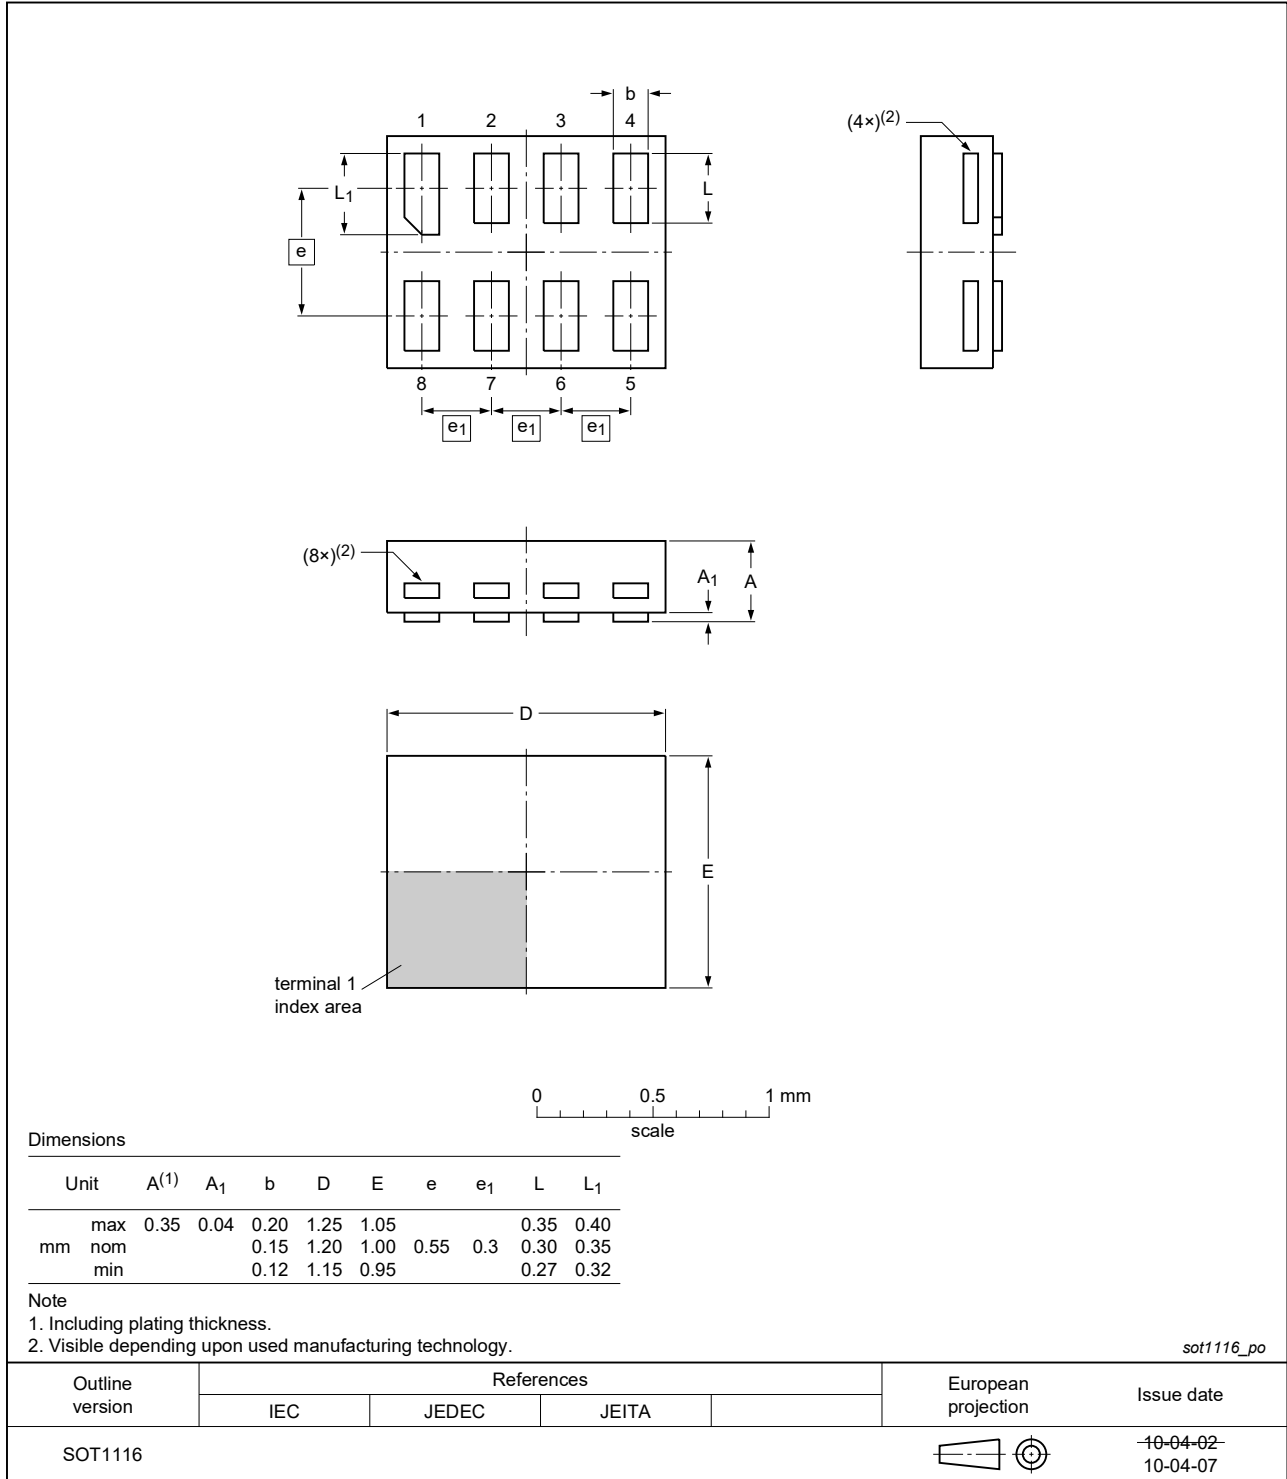 b
1 2 3 4
(4×)(2)
L1
L
e
8 7 6 5
e1 e1 e1
(8×)(2)
A1 A
D
E
terminal 1
index area
0 0.5 1 mm
scale
Dimensions
Unit A(1) A1 b D E e e1 L L1
max 0.35 0.04 0.20 1.25 1.05 0.35 0.40
mm nom 0.15 1.20 1.00 0.55 0.3 0.30 0.35
min 0.12 1.15 0.95 0.27 0.32
Note
1. Including plating thickness.
2. Visible depending upon used manufacturing technology.
sot1116_po
Outline
version
References
IEC JEDEC JEITA
European
projection
Issue date
SOT1116
10-04-02
10-04-07